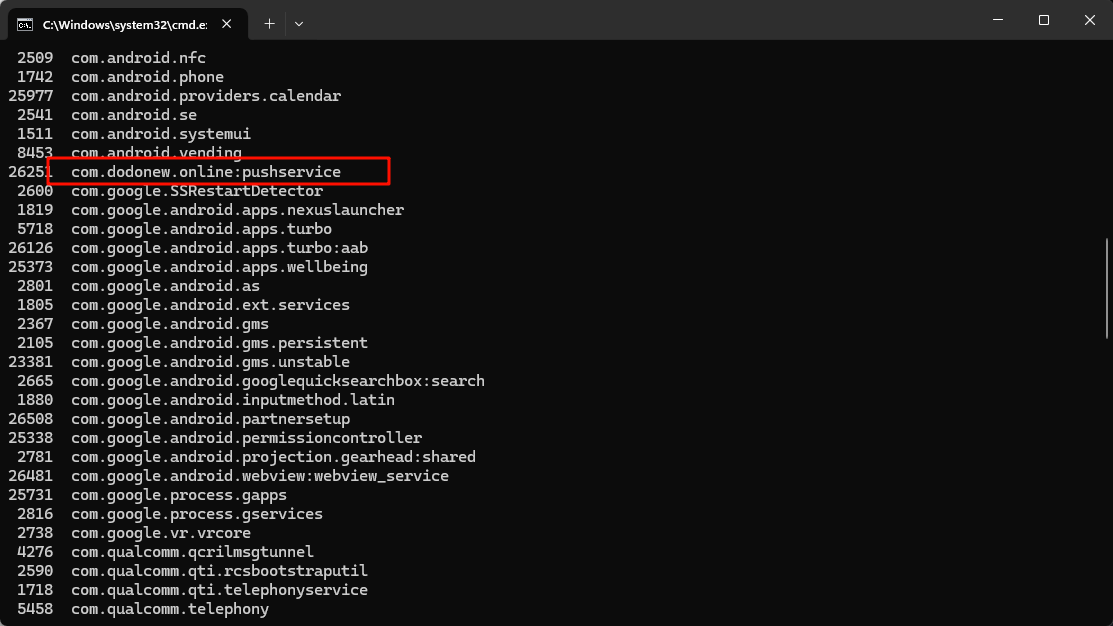 C:\Windows\system32\cmd.e
2509 com.android.nfc
1742 com.android.phone
25977 com.android.providers.calendar
2541 com.android.se
1511 com.android.systemui
8453 com.android.vending
26251 com.dodonew.online:pushservice
2600 com.google.SSRestartDetector
1819 com.google.android.apps.nexuslauncher
5718 com.google.android.apps.turbo
26126 com.google.android.apps.turbo:aab
25373 com.google.android.apps.wellbeing
2801 com.google.android.as
1805 com.google.android.ext.services
2367 com.google.android.gms
2105 com.google.android.gms.persistent
23381 com.google.android.gms.unstable
2665 com.google.android.googlequicksearchbox:search
1880 com.google.android.inputmethod.latin
26508 com.google.android.partnersetup
25338 com.google.android.permissioncontroller
2781 com.google.android.projection.gearhead:shared
26481 com.google.android.webview:webview_service
25731 com.google.process.gapps
2816 com.google.process.gservices
2738 com.google.vr.vrcore
4276 com.qualcomm.qcrilmsgtunnel
2590 com.qualcomm.qti.rcsbootstraputil
1718 com.qualcomm.qti.telephonyservice
5458 com.qualcomm.telephony